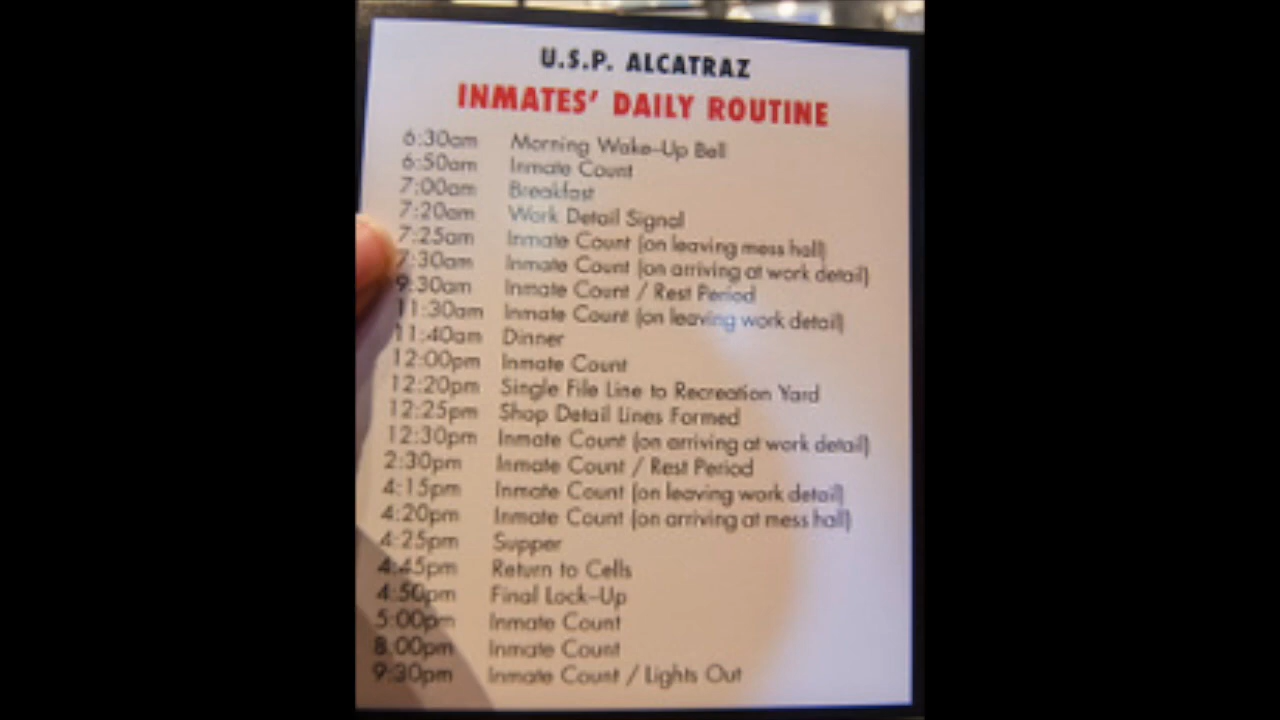 U.S.P. ALCATRAZ
INMATES' DAILY ROUTINE
6:30am Morning Wake-Up Bell
6:50am Inmate Count
7:00am Breakfast
7:20am Work Detail Signal
7:25am Inmate Count (on leaving mess hall)
7:30am Inmate Count (on arriving at work detail)
9:30am Inmate Count / Rest Period
11:30am Inmate Count (on leaving work detail)
11:40am Dinner
12:00pm Inmate Count
12:20pm Single File Line to Recreation Yard
12:25pm Shop Detail Lines Formed
12:30pm Inmate Count (on arriving at work detail)
2:30pm Inmate Count / Rest Period
4:15pm Inmate Count (on leaving work detail)
4:20pm Inmate Count (on arriving at mess hall)
4:25pm Supper
4:45pm Return to Cells
4:50pm Final Lock-Up
5:00pm Inmate Count
8.00pm Inmate Count
9:30pm Inmate Count / Lights Out